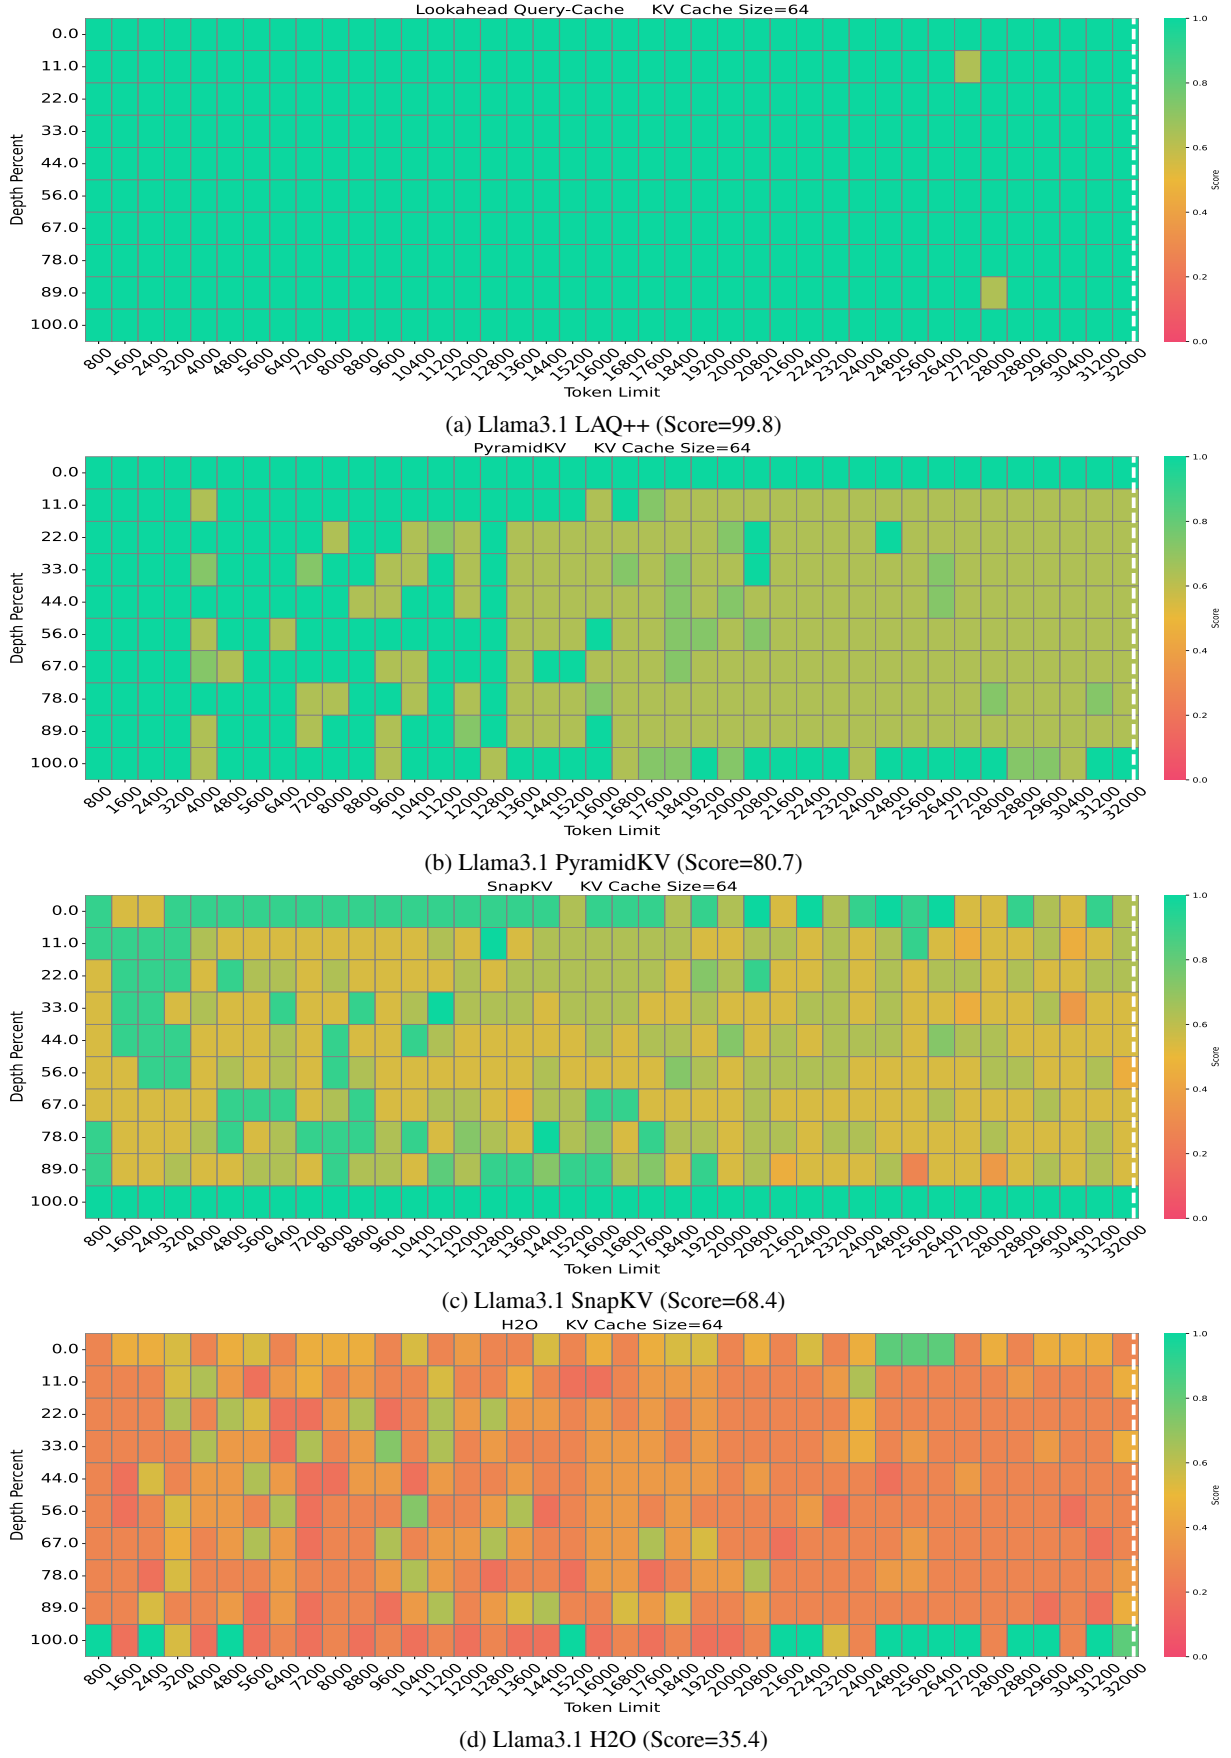 Lookahead Query-Cache KV Cache Size=64
Depth Percent
0.0
11.0
22.0
33.0
44.0
56.0
67.0
78.0
89.0
100.0
800 1600 2400 3200 4000 4800 5600 6400 7200 8000 8800 9600 10400 11200 12000 12800 13600 14400 15200 16000 16800 17600 18400 19200 20000 20800 21600 22400 23200 24000 24800 25600 26400 27200 28000 28800 29600 30400 31200 32000
Token Limit
1.0
0.8
0.6
0.4
0.2
0.0
Score
(a) Llama3.1 LAQ++ (Score=99.8)
PyramidKV KV Cache Size=64
Depth Percent
0.0
11.0
22.0
33.0
44.0
56.0
67.0
78.0
89.0
100.0
800 1600 2400 3200 4000 4800 5600 6400 7200 8000 8800 9600 10400 11200 12000 12800 13600 14400 15200 16000 16800 17600 18400 19200 20000 20800 21600 22400 23200 24000 24800 25600 26400 27200 28000 28800 29600 30400 31200 32000
Token Limit
1.0
0.8
0.6
0.4
0.2
0.0
Score
(b) Llama3.1 PyramidKV (Score=80.7)
SnapKV KV Cache Size=64
Depth Percent
0.0
11.0
22.0
33.0
44.0
56.0
67.0
78.0
89.0
100.0
800 1600 2400 3200 4000 4800 5600 6400 7200 8000 8800 9600 10400 11200 12000 12800 13600 14400 15200 16000 16800 17600 18400 19200 20000 20800 21600 22400 23200 24000 24800 25600 26400 27200 28000 28800 29600 30400 31200 32000
Token Limit
1.0
0.8
0.6
0.4
0.2
0.0
Score
(c) Llama3.1 SnapKV (Score=68.4)
H2O KV Cache Size=64
Depth Percent
0.0
11.0
22.0
33.0
44.0
56.0
67.0
78.0
89.0
100.0
800 1600 2400 3200 4000 4800 5600 6400 7200 8000 8800 9600 10400 11200 12000 12800 13600 14400 15200 16000 16800 17600 18400 19200 20000 20800 21600 22400 23200 24000 24800 25600 26400 27200 28000 28800 29600 30400 31200 32000
Token Limit
1.0
0.8
0.6
0.4
0.2
0.0
Score
(d) Llama3.1 H2O (Score=35.4)